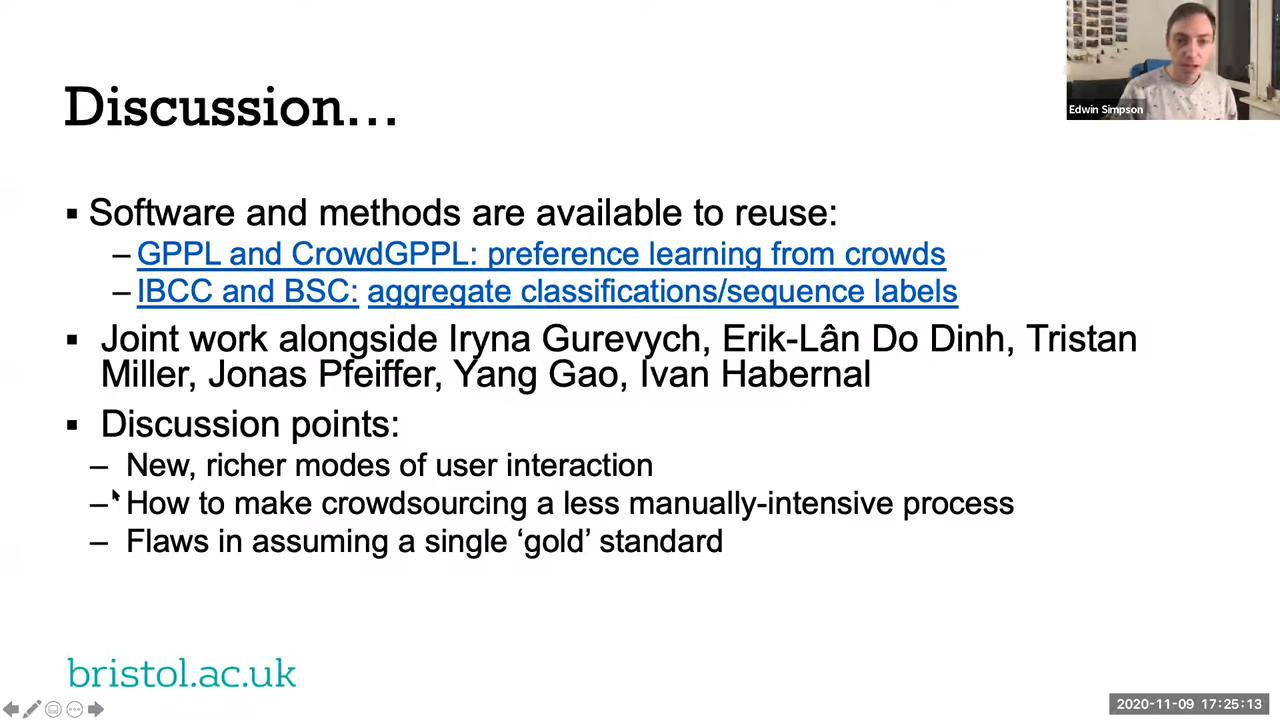 Edwin Simpson
Discussion...
▪ Software and methods are available to reuse:
– GPPL and CrowdGPPL: preference learning from crowds
– IBCC and BSC: aggregate classifications/sequence labels
▪ Joint work alongside Iryna Gurevych, Erik-Lân Do Dinh, Tristan
Miller, Jonas Pfeiffer, Yang Gao, Ivan Habernal
▪ Discussion points:
– New, richer modes of user interaction
– How to make crowdsourcing a less manually-intensive process
– Flaws in assuming a single ‘gold’ standard
bristol.ac.uk
2020-11-09 17:25:13